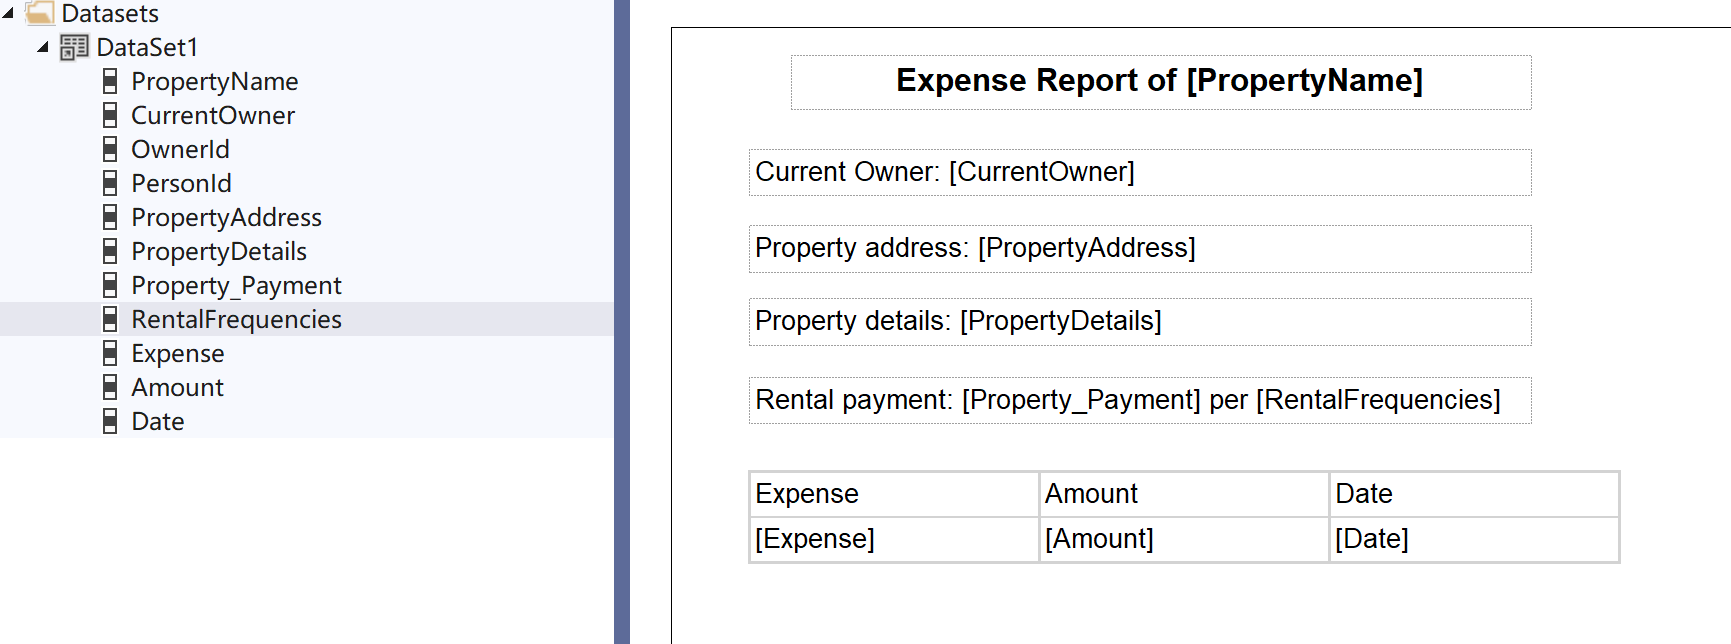 Datasets
DataSet1
PropertyName
CurrentOwner
OwnerId
PersonId
PropertyAddress
PropertyDetails
Property_Payment
RentalFrequencies
Expense
Amount
Date
Expense Report of [PropertyName]
Current Owner: [CurrentOwner]
Property address: [PropertyAddress]
Property details: [PropertyDetails]
Rental payment: [Property_Payment] per [RentalFrequencies]
Expense Amount Date
[Expense] [Amount] [Date]